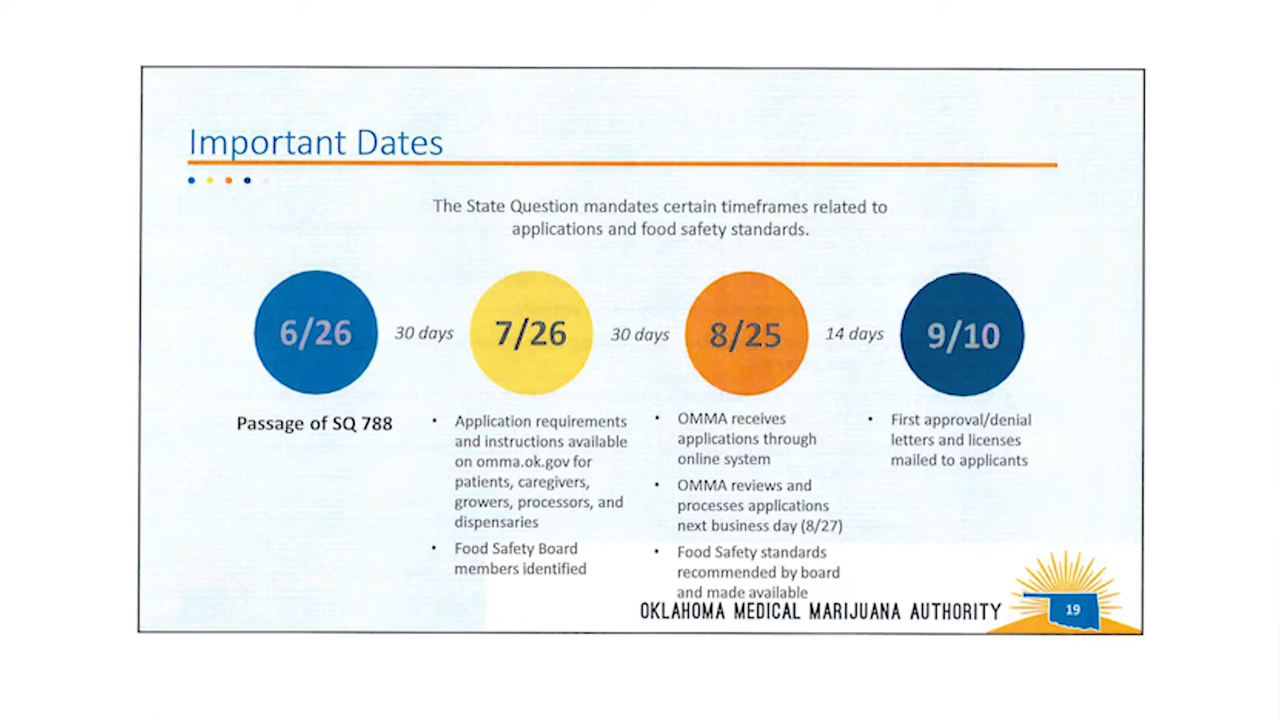 Important Dates
The State Question mandates certain timeframes related to
applications and food safety standards.
6/26
30 days
7/26
30 days
8/25
14 days
9/10
Passage of SQ 788
• Application requirements
and instructions available
on omma.ok.gov for
patients, caregivers,
growers, processors, and
dispensaries
• Food Safety Board
members identified
• OMMA receives
applications through
online system
• OMMA reviews and
processes applications
next business day (8/27)
• Food Safety standards
recommended by board
and made available
• First approval/denial
letters and licenses
mailed to applicants
OKLAHOMA MEDICAL MARIJUANA AUTHORITY
19